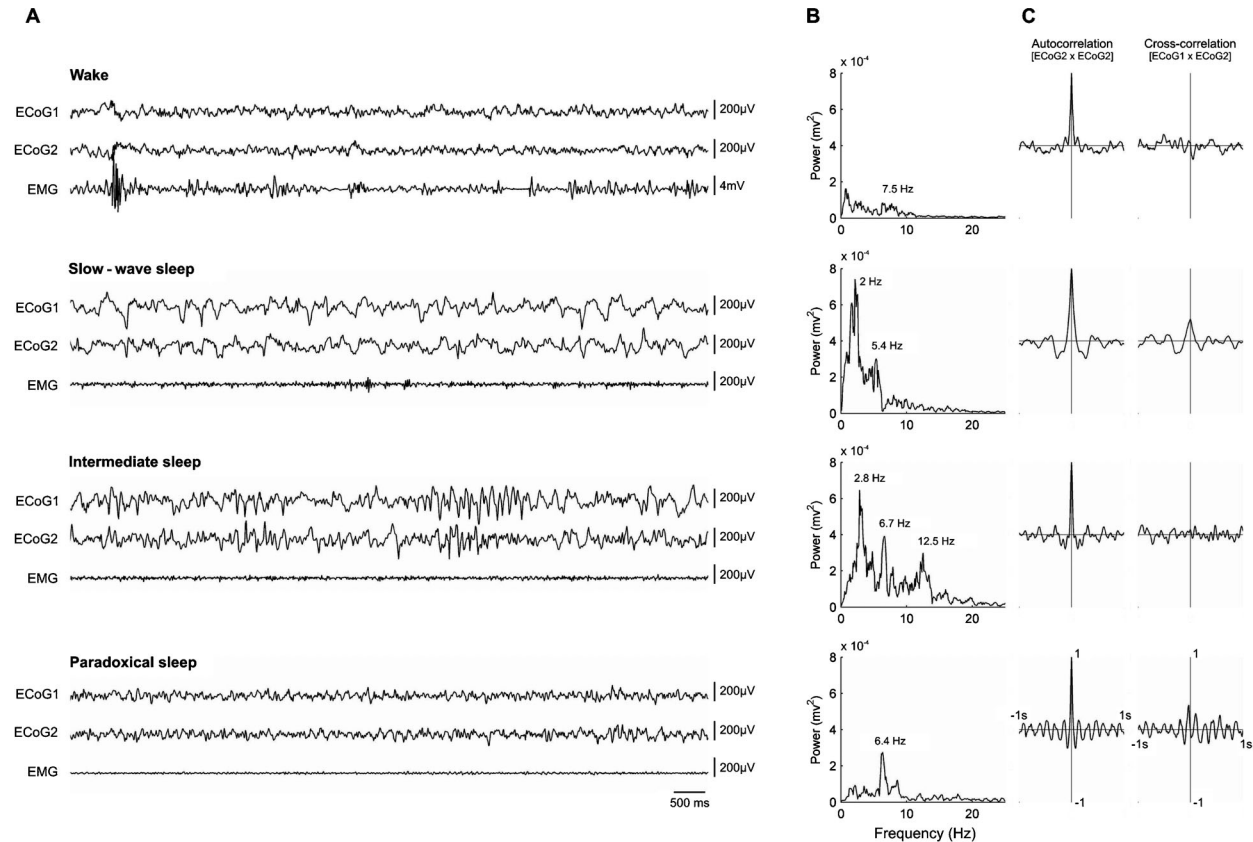 A
B
C
Autocorrelation
[ECoG2 x ECoG2]
Cross-correlation
[ECoG1 x ECoG2]
Wake
ECoG1
200µV
ECoG2
200µV
EMG
4mV
x 10⁻⁴
8
6
4
2
0
Power (mv²)
7.5 Hz
0
10
20
Slow - wave sleep
ECoG1
200µV
ECoG2
200µV
EMG
200µV
x 10⁻⁴
8
6
4
2
0
Power (mv²)
2 Hz
5.4 Hz
0
10
20
Intermediate sleep
ECoG1
200µV
ECoG2
200µV
EMG
200µV
x 10⁻⁴
8
6
4
2
0
Power (mv²)
2.8 Hz
6.7 Hz
12.5 Hz
0
10
20
Paradoxical sleep
ECoG1
200µV
ECoG2
200µV
EMG
200µV
500 ms
x 10⁻⁴
8
6
4
2
0
Power (mv²)
6.4 Hz
0
10
20
Frequency (Hz)
1
-1s
1s
-1
1
-1s
1s
-1